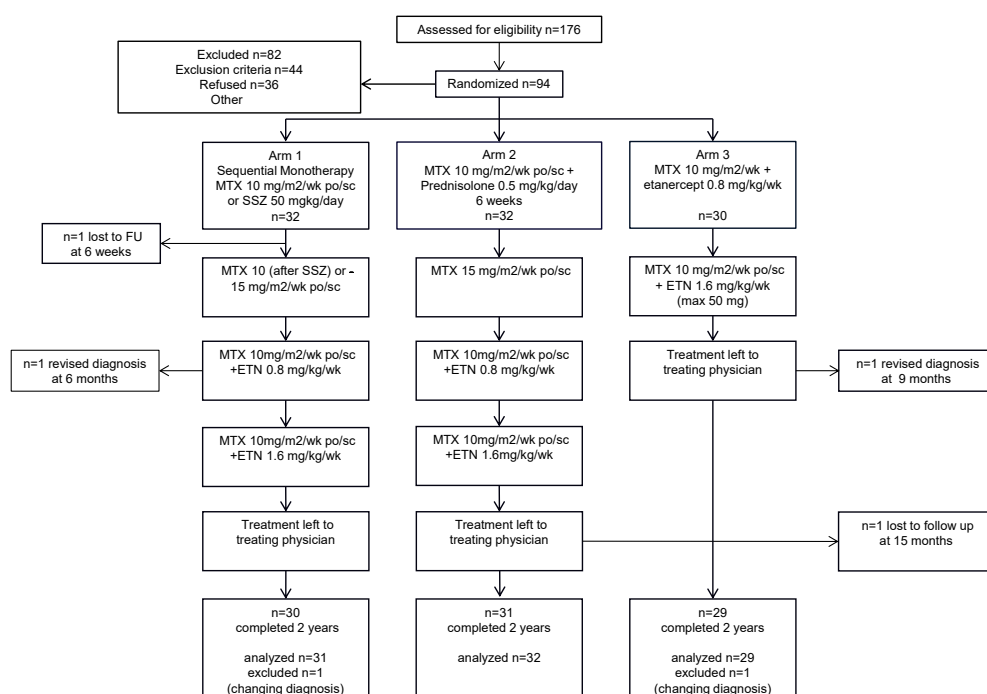 Assessed for eligibility n=176
Excluded n=82
Exclusion criteria n=44
Refused n=36
Other
Randomized n=94
Arm 1
Sequential Monotherapy
MTX 10 mg/m2/wk po/sc
or SSZ 50 mgkg/day
n=32
Arm 2
MTX 10 mg/m2/wk po/sc +
Prednisolone 0.5 mg/kg/day
6 weeks
n=32
Arm 3
MTX 10 mg/m2/wk +
etanercept 0.8 mg/kg/wk
n=30
n=1 lost to FU
at 6 weeks
MTX 10 (after SSZ) or -
15 mg/m2/wk po/sc
MTX 15 mg/m2/wk po/sc
MTX 10 mg/m2/wk po/sc
+ ETN 1.6 mg/kg/wk
(max 50 mg)
n=1 revised diagnosis
at 6 months
MTX 10mg/m2/wk po/sc
+ETN 0.8 mg/kg/wk
MTX 10mg/m2/wk po/sc
+ETN 0.8 mg/kg/wk
Treatment left to
treating physician
n=1 revised diagnosis
at 9 months
MTX 10mg/m2/wk po/sc
+ETN 1.6 mg/kg/wk
MTX 10mg/m2/wk po/sc
+ETN 1.6mg/kg/wk
Treatment left to
treating physician
Treatment left to
treating physician
n=1 lost to follow up
at 15 months
n=30
completed 2 years
analyzed n=31
excluded n=1
(changing diagnosis)
n=31
completed 2 years
analyzed n=32
n=29
completed 2 years
analyzed n=29
excluded n=1
(changing diagnosis)